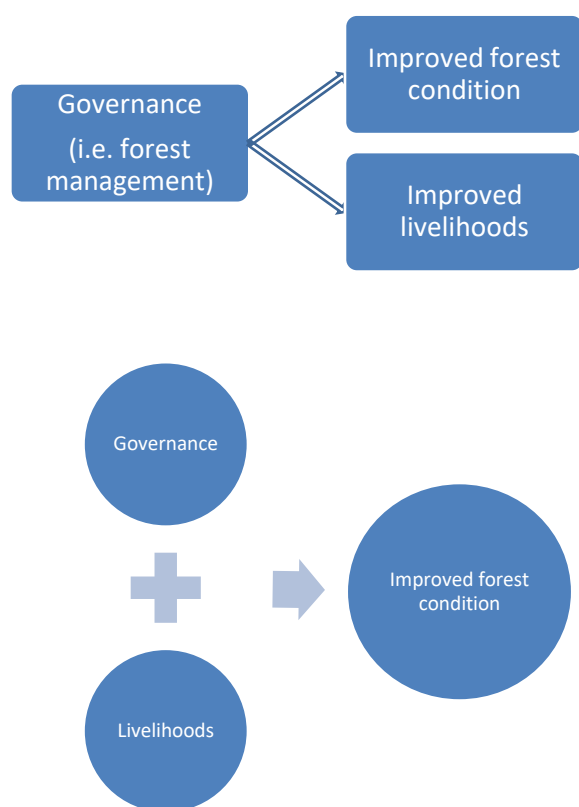 Governance
(i.e. forest
management)
Improved forest
condition
Improved
livelihoods
Governance
Improved forest
condition
Livelihoods